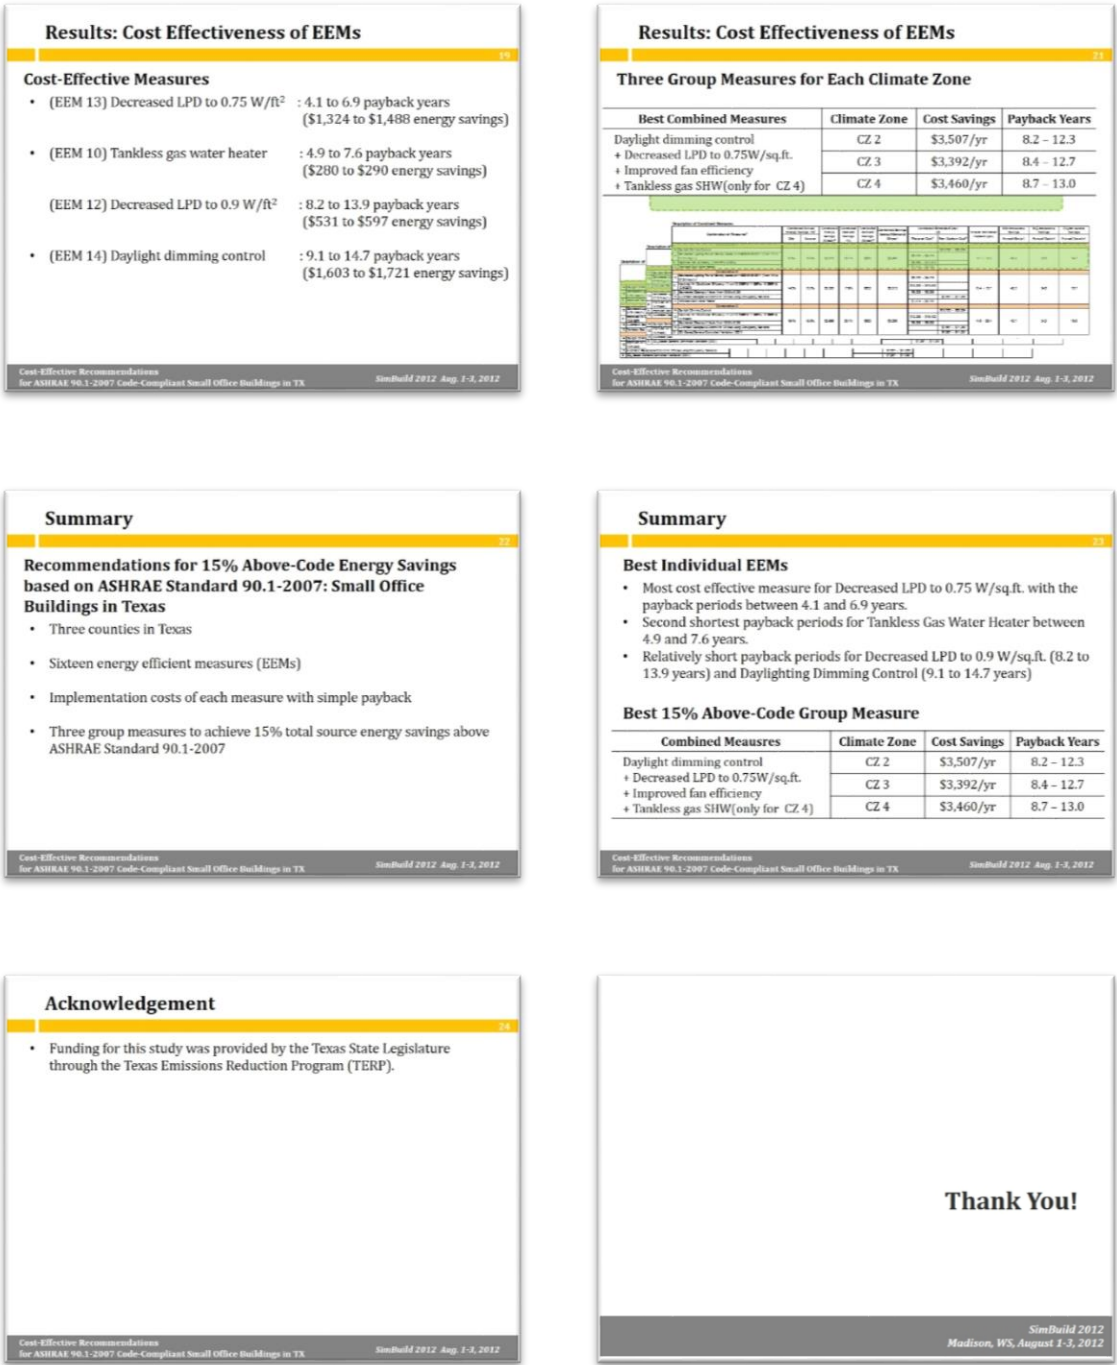 Results: Cost Effectiveness of EEMs
19
Cost-Effective Measures
• (EEM 13) Decreased LPD to 0.75 W/ft² : 4.1 to 6.9 payback years
($1,324 to $1,488 energy savings)
• (EEM 10) Tankless gas water heater : 4.9 to 7.6 payback years
($280 to $290 energy savings)
(EEM 12) Decreased LPD to 0.9 W/ft² : 8.2 to 13.9 payback years
($531 to $597 energy savings)
• (EEM 14) Daylight dimming control : 9.1 to 14.7 payback years
($1,603 to $1,721 energy savings)
Cost-Effective Recommendations
for ASHRAE 90.1-2007 Code-Compliant Small Office Buildings in TX
SimBuild 2012 Aug. 1-3, 2012
Results: Cost Effectiveness of EEMs
21
Three Group Measures for Each Climate Zone
Best Combined Measures Climate Zone Cost Savings Payback Years
Daylight dimming control
+ Decreased LPD to 0.75W/sq.ft.
+ Improved fan efficiency
+ Tankless gas SHW(only for CZ 4)
CZ 2 $3,507/yr 8.2 – 12.3
CZ 3 $3,392/yr 8.4 – 12.7
CZ 4 $3,460/yr 8.7 – 13.0
Cost-Effective Recommendations
for ASHRAE 90.1-2007 Code-Compliant Small Office Buildings in TX
SimBuild 2012 Aug. 1-3, 2012
Summary
22
Recommendations for 15% Above-Code Energy Savings
based on ASHRAE Standard 90.1-2007: Small Office
Buildings in Texas
• Three counties in Texas
• Sixteen energy efficient measures (EEMs)
• Implementation costs of each measure with simple payback
• Three group measures to achieve 15% total source energy savings above
ASHRAE Standard 90.1-2007
Cost-Effective Recommendations
for ASHRAE 90.1-2007 Code-Compliant Small Office Buildings in TX
SimBuild 2012 Aug. 1-3, 2012
Summary
23
Best Individual EEMs
• Most cost effective measure for Decreased LPD to 0.75 W/sq.ft. with the
payback periods between 4.1 and 6.9 years.
• Second shortest payback periods for Tankless Gas Water Heater between
4.9 and 7.6 years.
• Relatively short payback periods for Decreased LPD to 0.9 W/sq.ft. (8.2 to
13.9 years) and Daylighting Dimming Control (9.1 to 14.7 years)
Best 15% Above-Code Group Measure
Combined Meausres Climate Zone Cost Savings Payback Years
Daylight dimming control
+ Decreased LPD to 0.75W/sq.ft.
+ Improved fan efficiency
+ Tankless gas SHW(only for CZ 4)
CZ 2 $3,507/yr 8.2 – 12.3
CZ 3 $3,392/yr 8.4 – 12.7
CZ 4 $3,460/yr 8.7 – 13.0
Cost-Effective Recommendations
for ASHRAE 90.1-2007 Code-Compliant Small Office Buildings in TX
SimBuild 2012 Aug. 1-3, 2012
Acknowledgement
24
• Funding for this study was provided by the Texas State Legislature
through the Texas Emissions Reduction Program (TERP).
Cost-Effective Recommendations
for ASHRAE 90.1-2007 Code-Compliant Small Office Buildings in TX
SimBuild 2012 Aug. 1-3, 2012
Thank You!
SimBuild 2012
Madison, WS, August 1-3, 2012